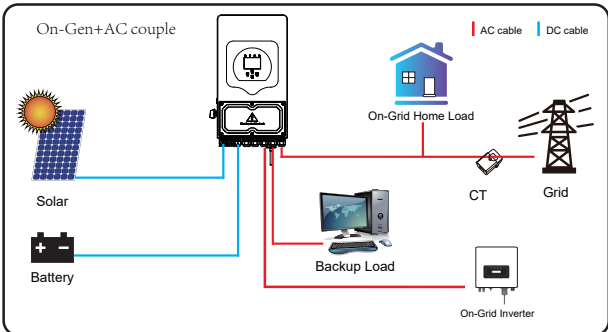 On-Gen+AC couple
AC cable
DC cable
On-Grid Home Load
CT
Grid
Solar
Backup Load
Battery
On-Grid Inverter